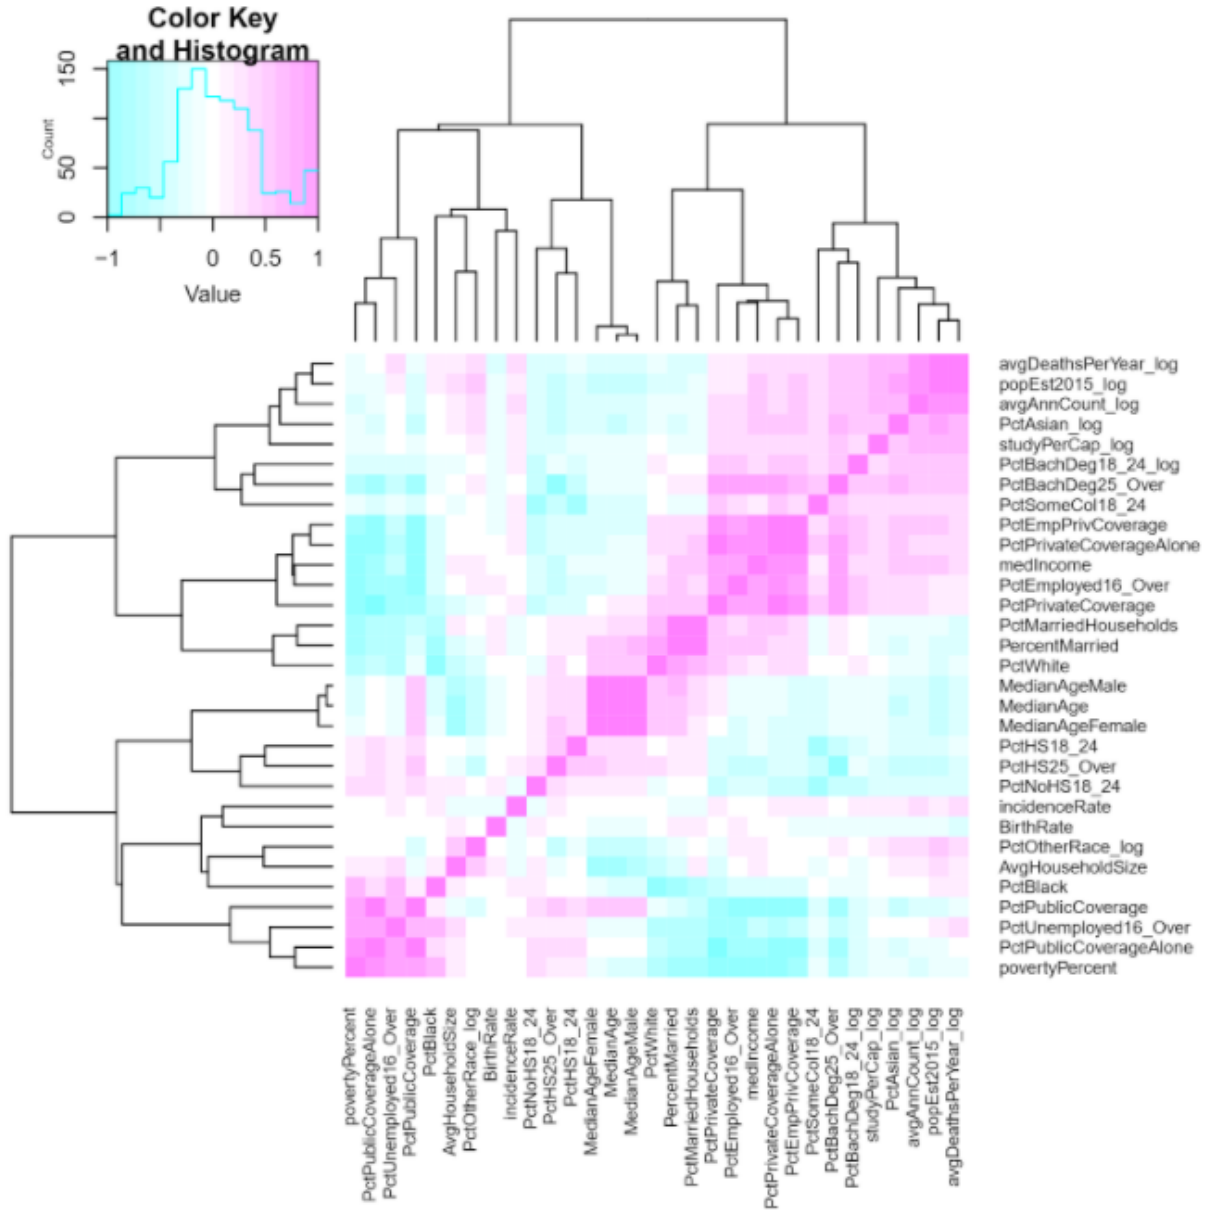 Color Key
and Histogram
Count
150
50
0
−1
0
0.5
1
Value
avgDeathsPerYear_log
popEst2015_log
avgAnnCount_log
PctAsian_log
studyPerCap_log
PctBachDeg18_24_log
PctBachDeg25_Over
PctSomeCol18_24
PctEmpPrivCoverage
PctPrivateCoverageAlone
medIncome
PctEmployed16_Over
PctPrivateCoverage
PctMarriedHouseholds
PercentMarried
PctWhite
MedianAgeMale
MedianAge
MedianAgeFemale
PctHS18_24
PctHS25_Over
PctNoHS18_24
incidenceRate
BirthRate
PctOtherRace_log
AvgHouseholdSize
PctBlack
PctPublicCoverage
PctUnemployed16_Over
PctPublicCoverageAlone
povertyPercent
povertyPercent
PctPublicCoverageAlone
PctUnemployed16_Over
PctPublicCoverage
PctBlack
AvgHouseholdSize
PctOtherRace_log
BirthRate
incidenceRate
PctNoHS18_24
PctHS25_Over
PctHS18_24
MedianAgeFemale
MedianAge
MedianAgeMale
PctWhite
PercentMarried
PctMarriedHouseholds
PctPrivateCoverage
PctEmployed16_Over
medIncome
PctPrivateCoverageAlone
PctEmpPrivCoverage
PctSomeCol18_24
PctBachDeg25_Over
PctBachDeg18_24_log
studyPerCap_log
PctAsian_log
avgAnnCount_log
popEst2015_log
avgDeathsPerYear_log